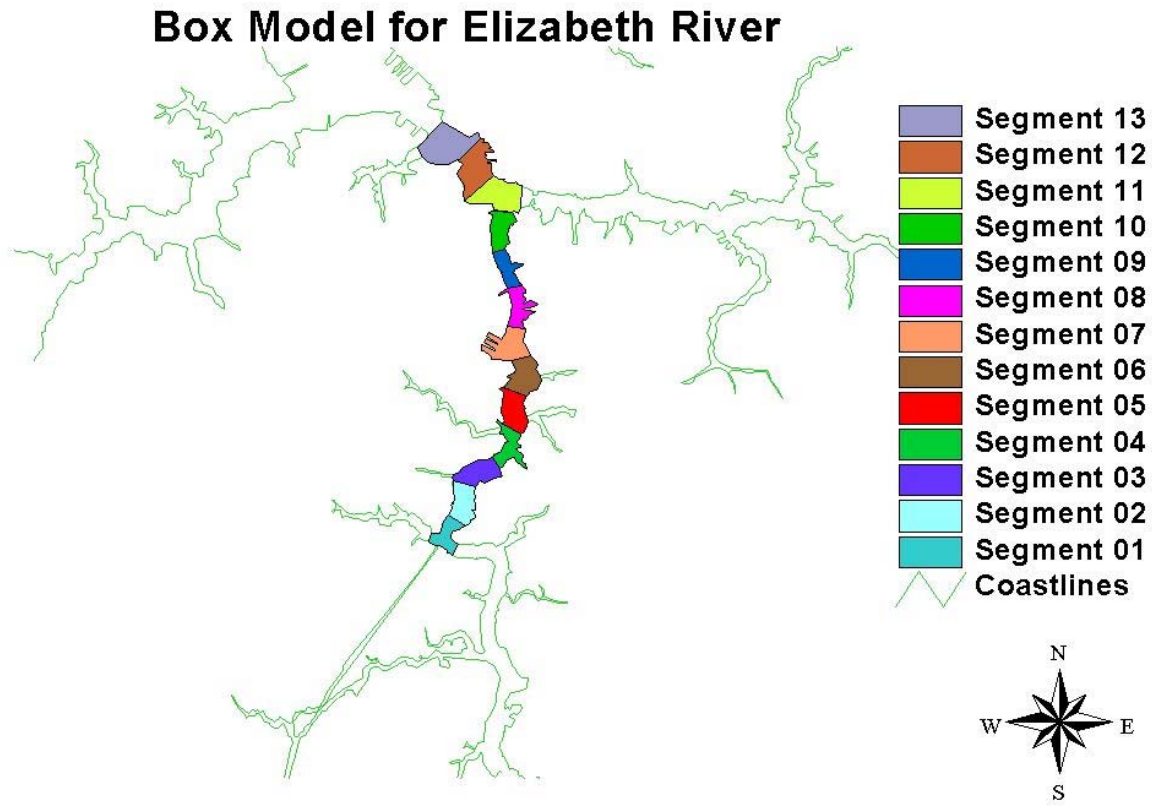 Box Model for Elizabeth River
Segment 13
Segment 12
Segment 11
Segment 10
Segment 09
Segment 08
Segment 07
Segment 06
Segment 05
Segment 04
Segment 03
Segment 02
Segment 01
Coastlines
N
W E
S